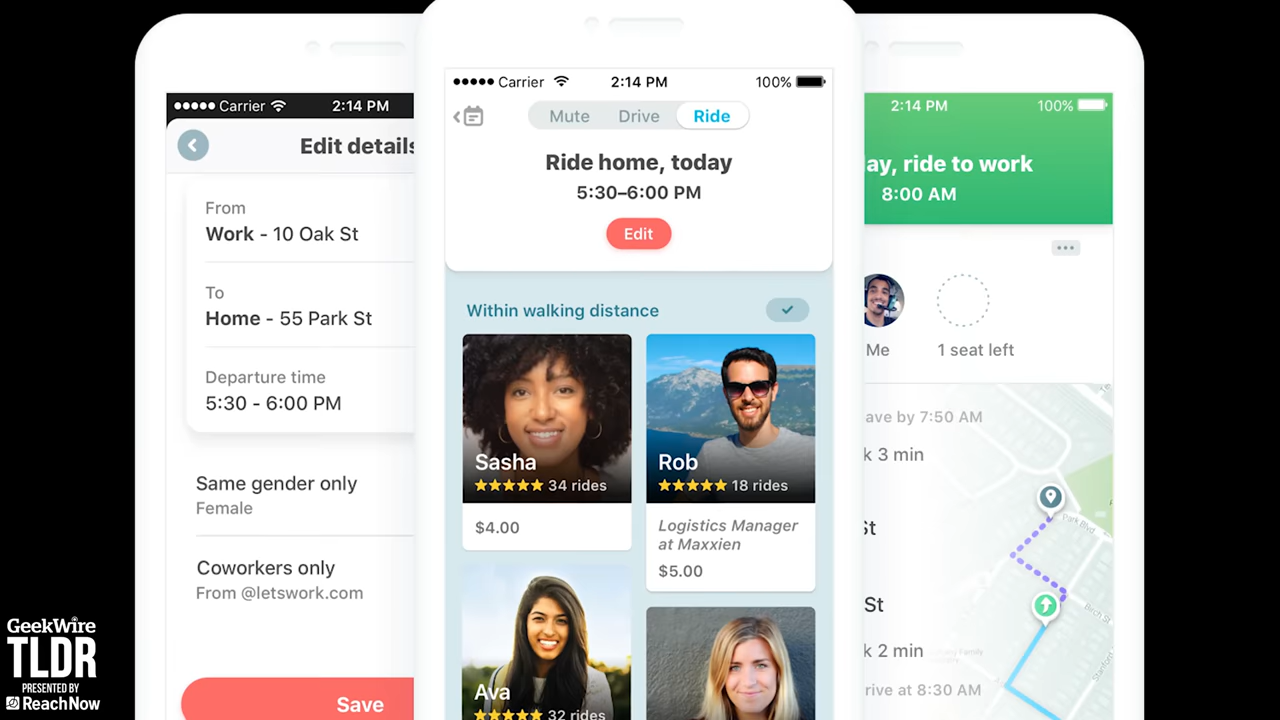 Carrier
2:14 PM
Edit details
From
Work - 10 Oak St
To
Home - 55 Park St
Departure time
5:30 - 6:00 PM
Same gender only
Female
Coworkers only
From @letswork.com
Save
Carrier
2:14 PM
100%
Mute
Drive
Ride
Ride home, today
5:30–6:00 PM
Edit
Within walking distance
Sasha
34 rides
$4.00
Rob
18 rides
Logistics Manager
at Maxxien
$5.00
Ava
32 rides
2:14 PM
100%
ay, ride to work
8:00 AM
Me
1 seat left
ave by 7:50 AM
k 3 min
St
St
k 2 min
rive at 8:30 AM
Park Blvd
Birch St
GeekWire
TLDR
PRESENTED BY
ReachNow